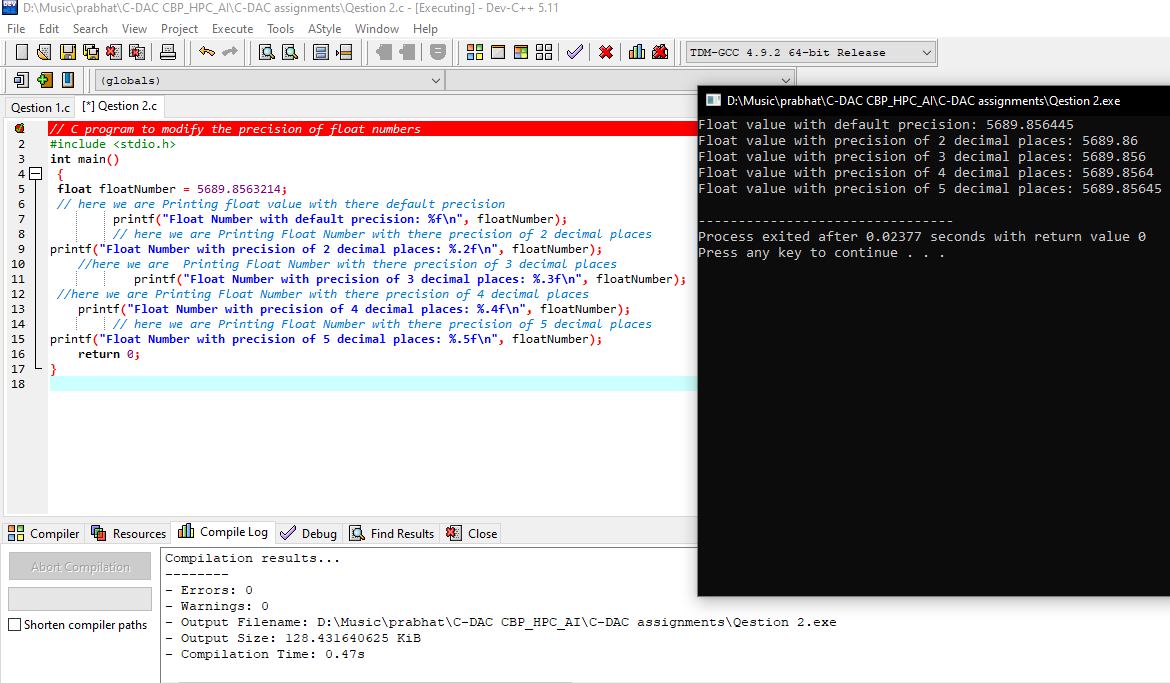 D:\Music\prabhat\C-DAC CBP_HPC_AI\C-DAC assignments\Qestion 2.c - [Executing] - Dev-C++ 5.11
File Edit Search View Project Execute Tools AStyle Window Help
TDM-GCC 4.9.2 64-bit Release
(globals)
Qestion 1.c [*] Qestion 2.c
// C program to modify the precision of float numbers
2 #include <stdio.h>
3 int main()
4 {
5 float floatNumber = 5689.8563214;
6 // here we are Printing float value with there default precision
7 printf("Float Number with default precision: %f\n", floatNumber);
8 // here we are Printing Float Number with there precision of 2 decimal places
9 printf("Float Number with precision of 2 decimal places: %.2f\n", floatNumber);
10 //here we are  Printing Float Number with there precision of 3 decimal places
11 printf("Float Number with precision of 3 decimal places: %.3f\n", floatNumber);
12 //here we are Printing Float Number with there precision of 4 decimal places
13 printf("Float Number with precision of 4 decimal places: %.4f\n", floatNumber);
14 // here we are Printing Float Number with there precision of 5 decimal places
15 printf("Float Number with precision of 5 decimal places: %.5f\n", floatNumber);
16 return 0;
17 }
18
D:\Music\prabhat\C-DAC CBP_HPC_AI\C-DAC assignments\Qestion 2.exe
Float value with default precision: 5689.856445
Float value with precision of 2 decimal places: 5689.86
Float value with precision of 3 decimal places: 5689.856
Float value with precision of 4 decimal places: 5689.8564
Float value with precision of 5 decimal places: 5689.85645
--------------------------------
Process exited after 0.02377 seconds with return value 0
Press any key to continue . . .
Compiler Resources Compile Log Debug Find Results Close
Abort Compilation
Shorten compiler paths
Compilation results...
--------
- Errors: 0
- Warnings: 0
- Output Filename: D:\Music\prabhat\C-DAC CBP_HPC_AI\C-DAC assignments\Qestion 2.exe
- Output Size: 128.431640625 KiB
- Compilation Time: 0.47s